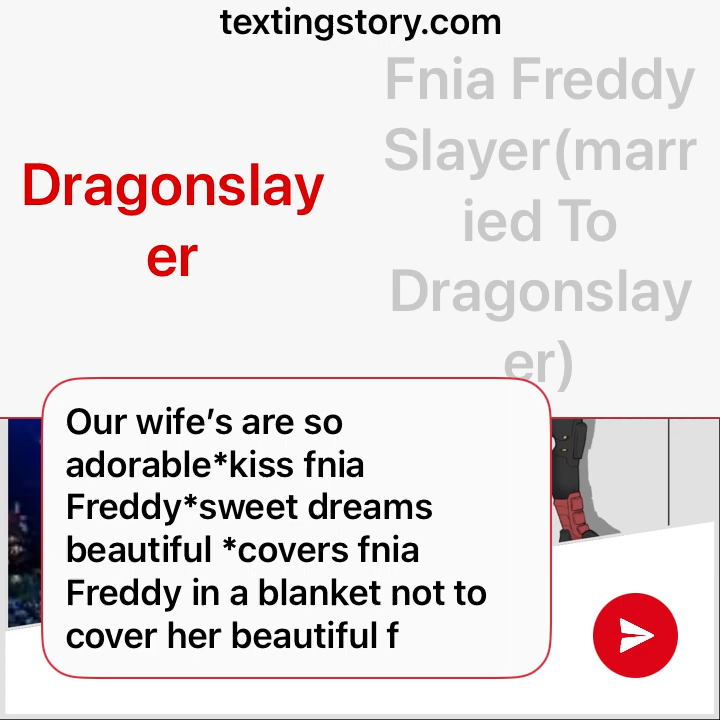 textingstory.com
Dragonslay
er
Fnia Freddy
Slayer(marr
ied To
Dragonslay
er)
Our wife’s are so
adorable*kiss fnia
Freddy*sweet dreams
beautiful *covers fnia
Freddy in a blanket not to
cover her beautiful f